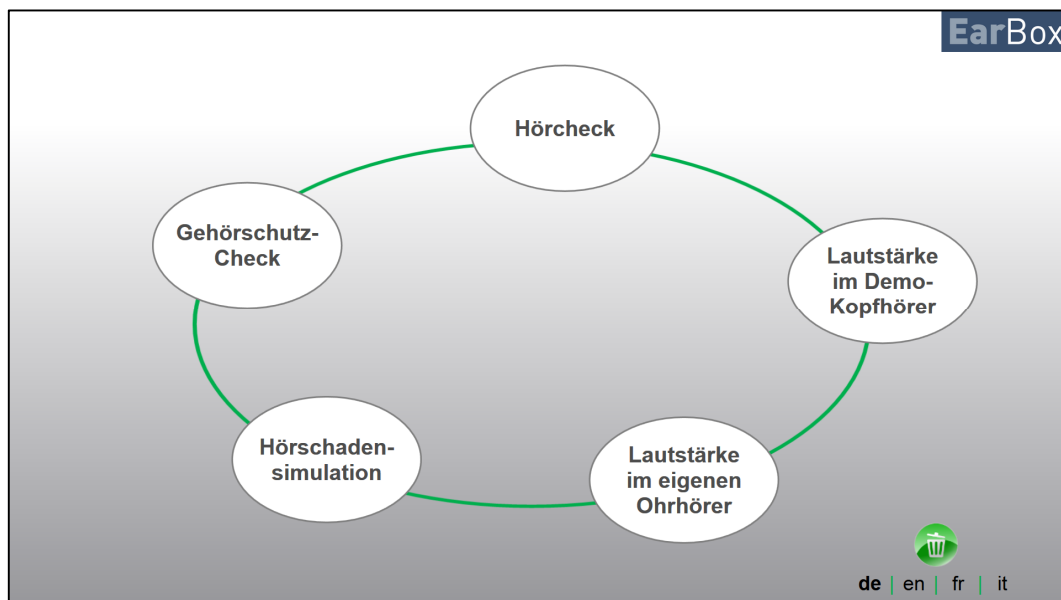 EarBox
Hörcheck
Gehörschutz-
Check
Lautstärke
im Demo-
Kopfhörer
Hörschaden-
simulation
Lautstärke
im eigenen
Ohrhörer
de | en | fr | it